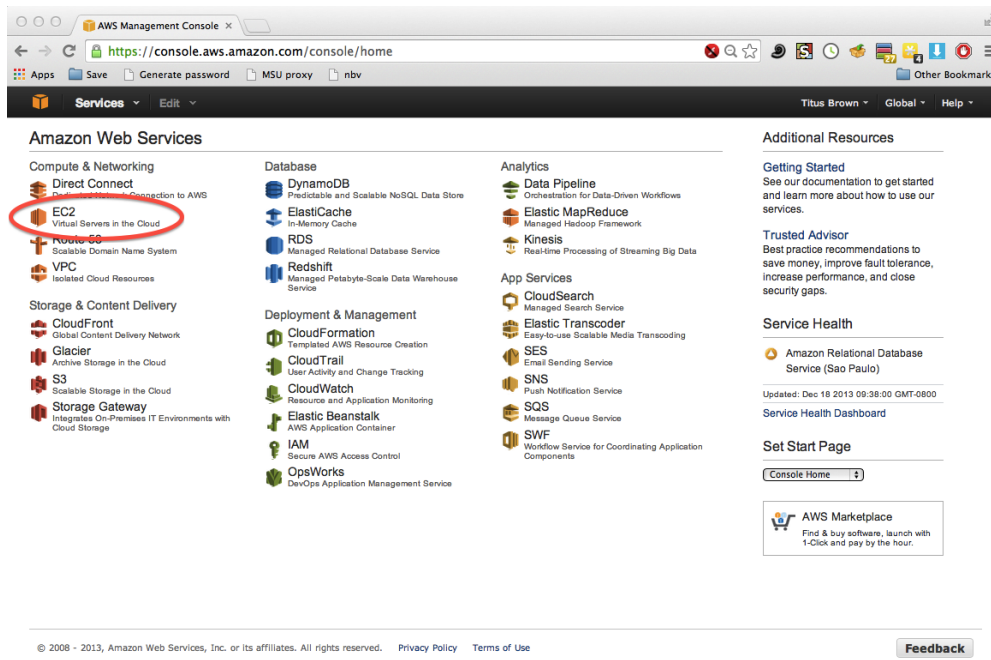 AWS Management Console
https://console.aws.amazon.com/console/home
Apps Save Generate password MSU proxy nbv Other Bookmark
Services Edit Titus Brown Global Help
Amazon Web Services
Compute & Networking
Direct Connect
Dedicated Network Connection to AWS
EC2
Virtual Servers in the Cloud
Route 53
Scalable Domain Name System
VPC
Isolated Cloud Resources
Storage & Content Delivery
CloudFront
Global Content Delivery Network
Glacier
Archive Storage in the Cloud
S3
Scalable Storage in the Cloud
Storage Gateway
Integrates On-Premises IT Environments with
Cloud Storage
Database
DynamoDB
Predictable and Scalable NoSQL Data Store
ElastiCache
In-Memory Cache
RDS
Managed Relational Database Service
Redshift
Managed Petabyte-Scale Data Warehouse
Service
Deployment & Management
CloudFormation
Templated AWS Resource Creation
CloudTrail
User Activity and Change Tracking
CloudWatch
Resource and Application Monitoring
Elastic Beanstalk
AWS Application Container
IAM
Secure AWS Access Control
OpsWorks
DevOps Application Management Service
Analytics
Data Pipeline
Orchestration for Data-Driven Workflows
Elastic MapReduce
Managed Hadoop Framework
Kinesis
Real-time Processing of Streaming Big Data
App Services
CloudSearch
Managed Search Service
Elastic Transcoder
Easy-to-use Scalable Media Transcoding
SES
Email Sending Service
SNS
Push Notification Service
SQS
Message Queue Service
SWF
Workflow Service for Coordinating Application
Components
Additional Resources
Getting Started
See our documentation to get started
and learn more about how to use our
services.
Trusted Advisor
Best practice recommendations to
save money, improve fault tolerance,
increase performance, and close
security gaps.
Service Health
Amazon Relational Database
Service (Sao Paulo)
Updated: Dec 18 2013 09:38:00 GMT-0800
Service Health Dashboard
Set Start Page
Console Home
AWS Marketplace
Find & buy software, launch with
1-Click and pay by the hour.
© 2008 - 2013, Amazon Web Services, Inc. or its affiliates. All rights reserved. Privacy Policy Terms of Use
Feedback